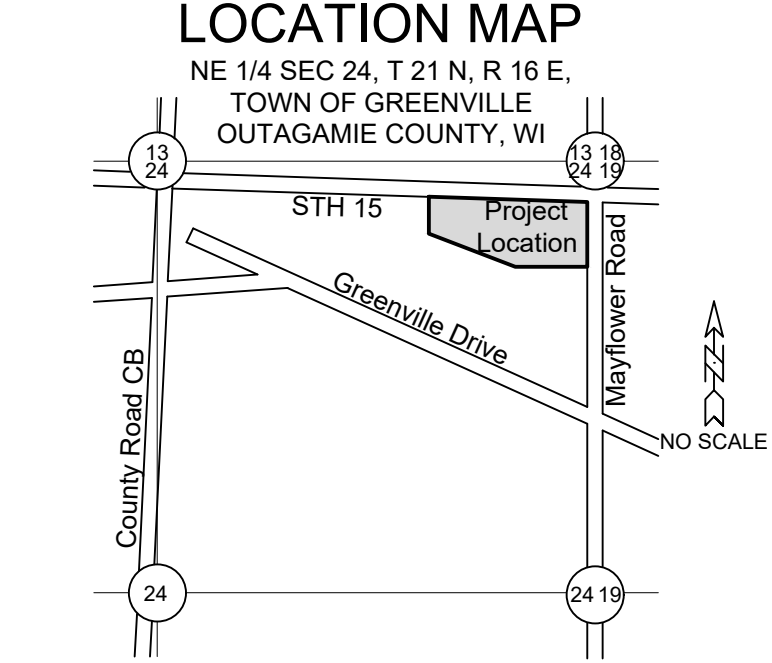 LOCATION MAP
NE 1/4 SEC 24, T 21 N, R 16 E,
TOWN OF GREENVILLE
OUTAGAMIE COUNTY, WI
13
24
13 18
24 19
STH 15
Project
Location
Greenville Drive
Mayflower Road
County Road CB
N
NO SCALE
24
24 19